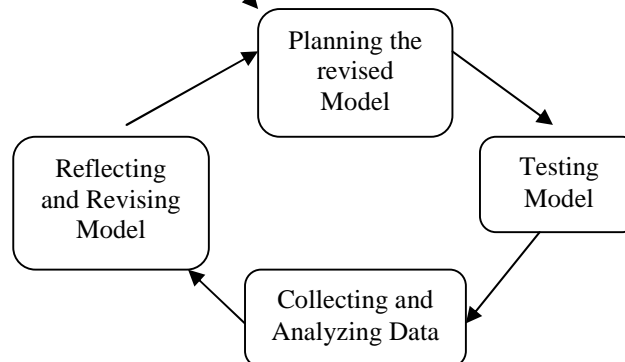 Planning the
revised
Model
Testing
Model
Collecting and
Analyzing Data
Reflecting
and Revising
Model